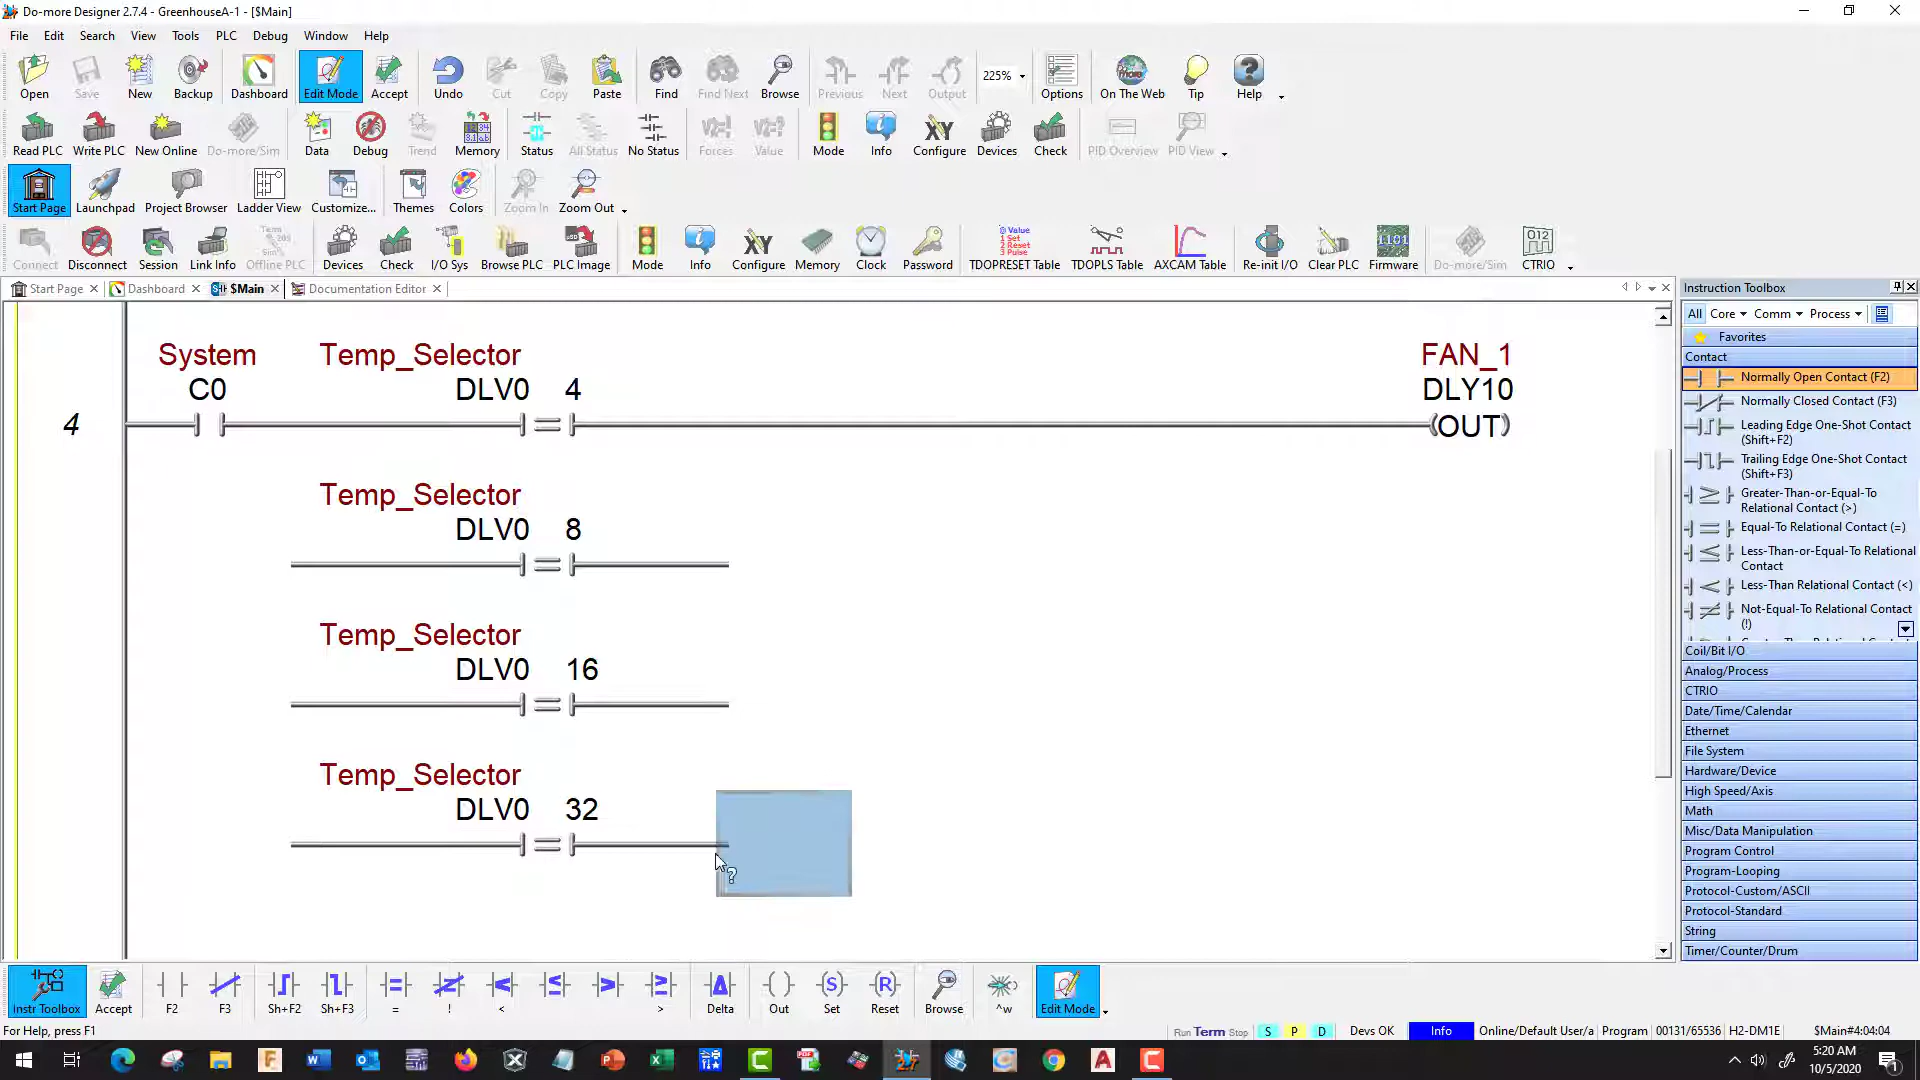 Do-more Designer 2.7.4 - GreenhouseA-1 - [$Main]
File Edit Search View Tools PLC Debug Window Help
Open Save New Backup Dashboard Edit Mode Accept Undo Cut Copy Paste Find Find Next Browse Previous Next Output 225% Options On The Web Tip Help
Read PLC Write PLC New Online Do-more/Sim Data Debug Trend Memory Status All Status No Status Forces Value Mode Info Configure Devices Check PID Overview PID View
Start Page Launchpad Project Browser Ladder View Customize... Themes Colors Zoom In Zoom Out
Connect Disconnect Session Link Info Offline PLC Devices Check I/O Sys Browse PLC PLC Image Mode Info Configure Memory Clock Password TDOPRESET Table TDOPLS Table AXCAM Table Re-init I/O Clear PLC Firmware Do-more/Sim CTRIO
Start Page Dashboard $Main Documentation Editor
Instruction Toolbox
All Core Comm Process
Favorites
Contact
Normally Open Contact (F2)
Normally Closed Contact (F3)
Leading Edge One-Shot Contact
(Shift+F2)
Trailing Edge One-Shot Contact
(Shift+F3)
Greater-Than-or-Equal-To
Relational Contact (>)
Equal-To Relational Contact (=)
Less-Than-or-Equal-To Relational
Contact
Less-Than Relational Contact (<)
Not-Equal-To Relational Contact
(!)
Coil/Bit I/O
Analog/Process
CTRIO
Date/Time/Calendar
Ethernet
File System
Hardware/Device
High Speed/Axis
Math
Misc/Data Manipulation
Program Control
Program-Looping
Protocol-Custom/ASCII
Protocol-Standard
String
Timer/Counter/Drum
System Temp_Selector FAN_1
C0 DLV0 4 DLY10
4 (OUT)
Temp_Selector
DLV0 8
Temp_Selector
DLV0 16
Temp_Selector
DLV0 32
Instr Toolbox Accept F2 F3 Sh+F2 Sh+F3 = ! < > Delta Out Set Reset Browse ^w Edit Mode
For Help, press F1
Run Term Stop S P D Devs OK Info Online/Default User/a Program 00131/65536 H2-DM1E $Main#4:04:04
5:20 AM
10/5/2020